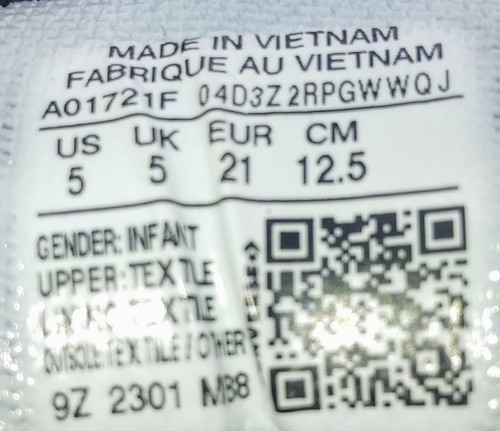 MADE IN VIETNAM
FABRIQUE AU VIETNAM
A01721F 04D3Z2RPGWWQJ
US UK EUR CM
5 5 21 12.5
GENDER: INFANT
UPPER: TEXTILE
TEXTILE
OUTSOLE: TEXTILE / OTHER
9Z 2301 MB8